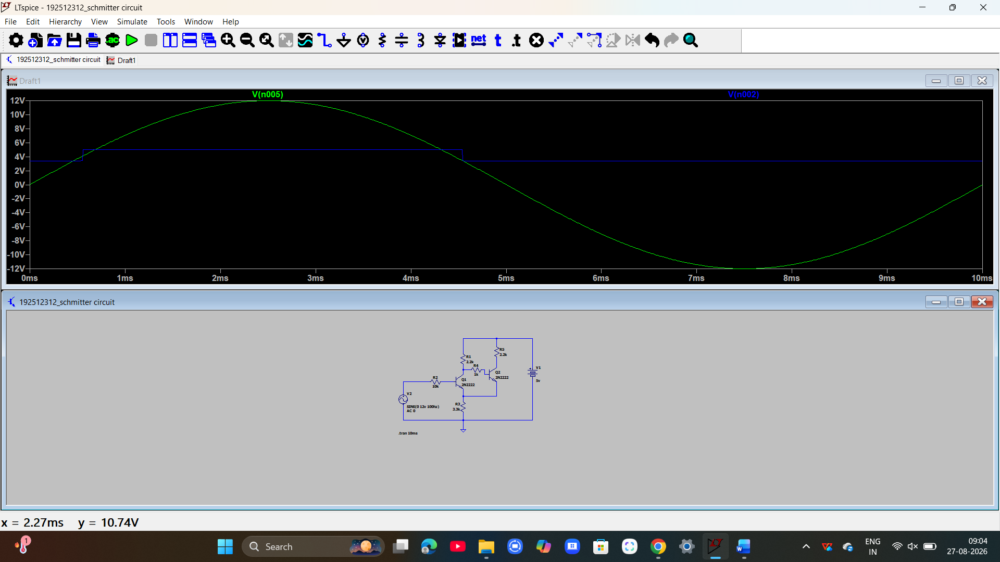 LTspice - 192512312_schmitter circuit
File Edit Hierarchy View Simulate Tools Window Help
.ac net t .t
192512312_schmitter circuit Draft1
Draft1
V(n005) V(n002)
12V
10V
8V
6V
4V
2V
0V
-2V
-4V
-6V
-8V
-10V
-12V
0ms 1ms 2ms 3ms 4ms 5ms 6ms 7ms 8ms 9ms 10ms
192512312_schmitter circuit
R5
2.2k
R1
2.2k
R4
1k
Q2
2N2222
V1
5v
R2
10k
Q1
2N2222
V2
SINE(0 12v 100hz)
AC 0
R3
3.3k
.tran 10ms
x = 2.27ms y = 10.74V
1
Search
ENG
IN
09:04
27-08-2026